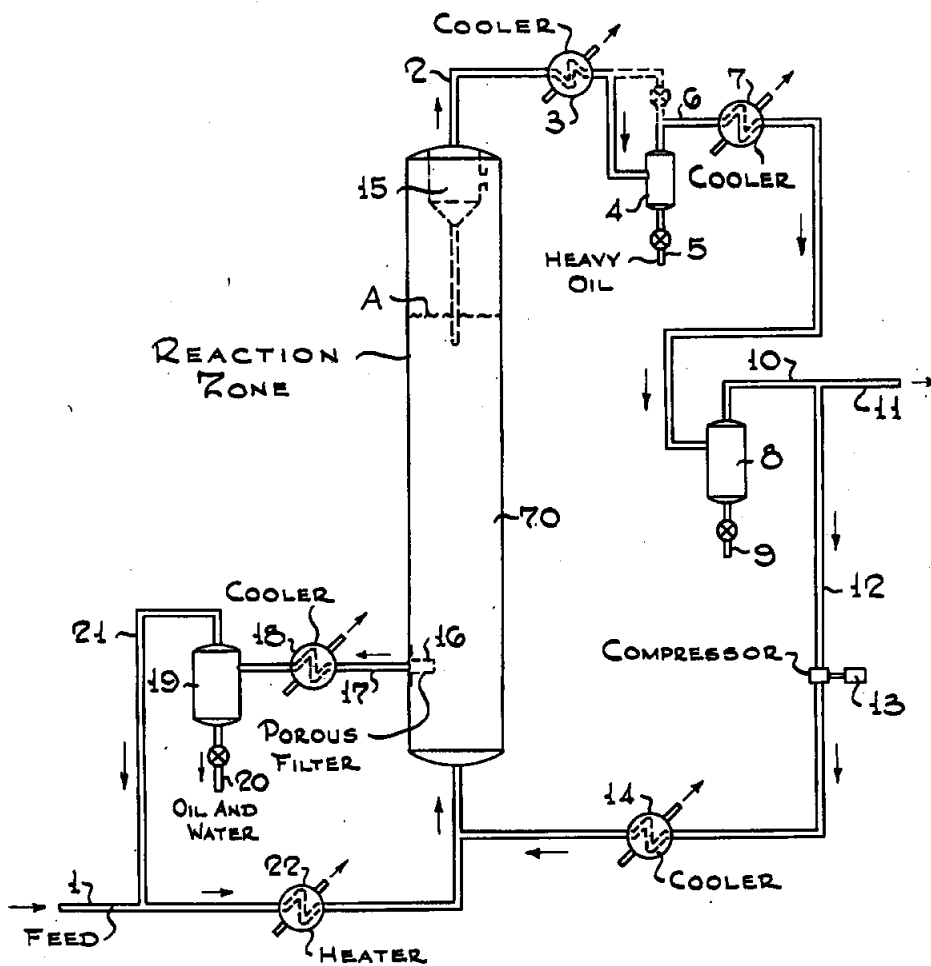 COOLER
2
3
7
6
15
4
COOLER
HEAVY
OIL
5
A
REACTION
ZONE
10
11
8
70
9
12
COOLER
21
18
16
19
17
COMPRESSOR
13
POROUS
FILTER
20
OIL AND
WATER
14
22
COOLER
1
FEED
HEATER